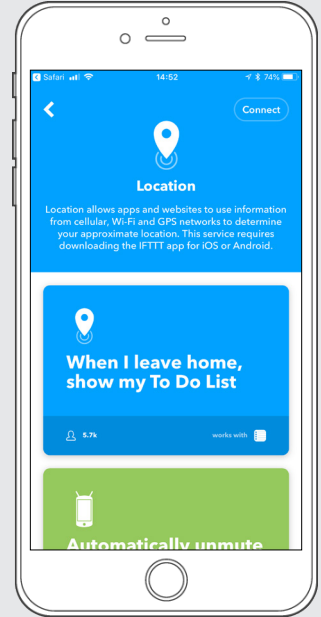 Safari
14:52
74%
Connect
Location
Location allows apps and websites to use information
from cellular, Wi-Fi and GPS networks to determine
your approximate location. This service requires
downloading the IFTTT app for iOS or Android.
When I leave home,
show my To Do List
5.7k
works with
Automatically unmute